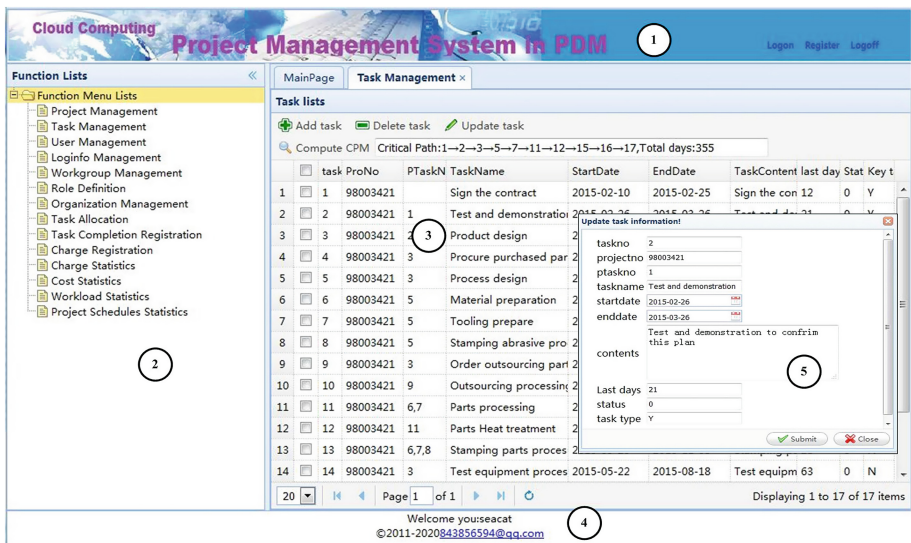 Cloud Computing
Project Management System in PDM
1
Logon Register Logoff
Function Lists
Function Menu Lists
Project Management
Task Management
User Management
Loginfo Management
Workgroup Management
Role Definition
Organization Management
Task Allocation
Task Completion Registration
Charge Registration
Charge Statistics
Cost Statistics
Workload Statistics
Project Schedules Statistics
2
MainPage Task Management ×
Task lists
Add task Delete task Update task
Compute CPM Critical Path:1→2→3→5→7→11→12→15→16→17,Total days:355
task ProNo PTaskN TaskName StartDate EndDate TaskContent last day Stat Key t
1 1 98003421 Sign the contract 2015-02-10 2015-02-25 Sign the con 12 0 Y
2 2 98003421 1 Test and demonstration 2015-02-26 2015-03-26 Test and de 21 0 Y
3 3 98003421 2 Product design 2
4 4 98003421 3 Procure purchased par 2
5 5 98003421 3 Process design 2
6 6 98003421 5 Material preparation 2
7 7 98003421 5 Tooling prepare 2
8 8 98003421 5 Stamping abrasive pro 2
9 9 98003421 3 Order outsourcing part 2
10 10 98003421 9 Outsourcing processing 2
11 11 98003421 6,7 Parts processing 2
12 12 98003421 11 Parts Heat treatment 2
13 13 98003421 6,7,8 Stamping parts proces
14 14 98003421 3 Test equipment proces 2015-05-22 2015-08-18 Test equipm 63 0 N
3
Update task information!
taskno 2
projectno 98003421
ptaskno 1
taskname Test and demonstration
startdate 2015-02-26
enddate 2015-03-26
contents Test and demonstration to confrim
this plan
5
Last days 21
status 0
task type Y
Submit Close
20 Page 1 of 1 Displaying 1 to 17 of 17 items
Welcome you:seacat
©2011-2020843856594@qq.com
4